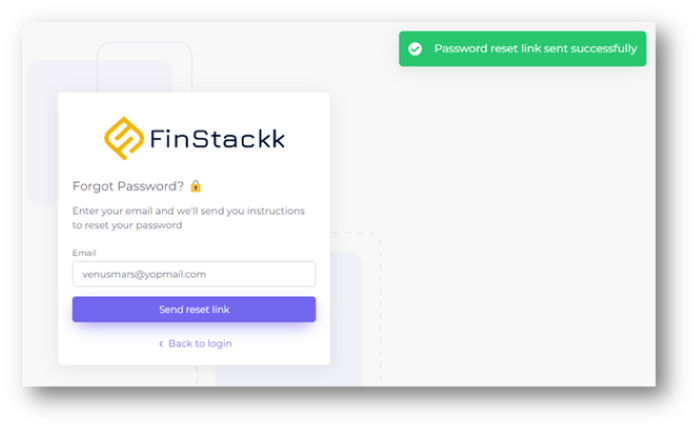 Password reset link sent successfully
FinStackk
Forgot Password? 🔒
Enter your email and we'll send you instructions
to reset your password
Email
venusmars@yopmail.com
Send reset link
Back to login